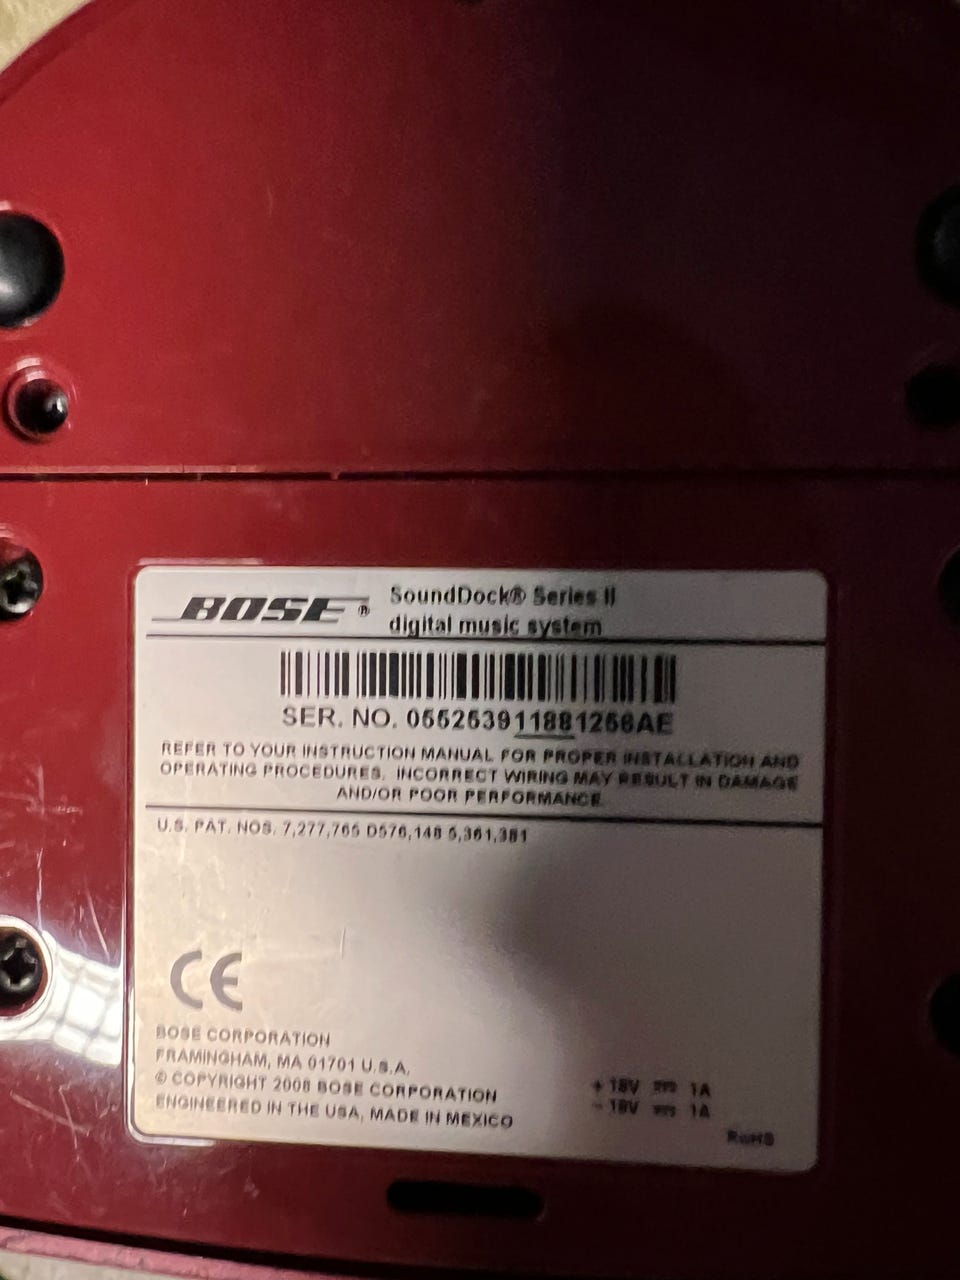 BOSE® SoundDock® Series II
digital music system
SER. NO. 055253911881256AE
REFER TO YOUR INSTRUCTION MANUAL FOR PROPER INSTALLATION AND
OPERATING PROCEDURES. INCORRECT WIRING MAY RESULT IN DAMAGE
AND/OR POOR PERFORMANCE
U.S. PAT. NOS. 7,277,765 D576,148 5,361,381
CE
BOSE CORPORATION
FRAMINGHAM, MA 01701 U.S.A.
© COPYRIGHT 2008 BOSE CORPORATION
ENGINEERED IN THE USA, MADE IN MEXICO
+18V ⎓ 1A
-18V ⎓ 1A
RoHS